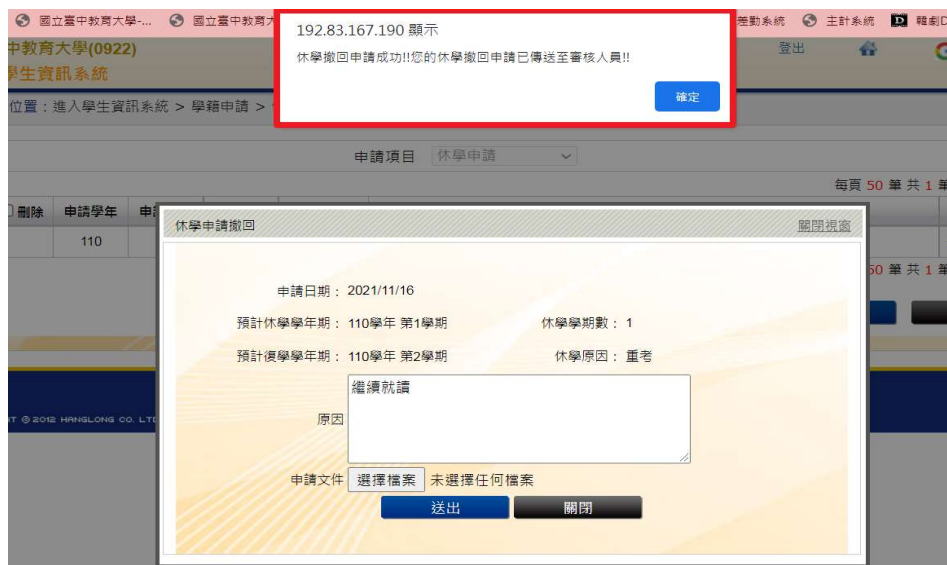 國立臺中教育大學-...
國立臺中教育大
差勤系統
主計系統
韓劇D
192.83.167.190 顯示
休學撤回申請成功!!您的休學撤回申請已傳送至審核人員!!
確定
中教育大學(0922)
學生資訊系統
登出
位置：進入學生資訊系統 > 學籍申請 >
申請項目 休學申請
每頁 50 筆 共 1 筆
刪除 申請學年
110
50 筆 共 1 筆
休學申請撤回 關閉視窗
申請日期： 2021/11/16
預計休學學年期： 110學年 第1學期 休學學期數： 1
預計復學學年期： 110學年 第2學期 休學原因： 重考
原因 繼續就讀
申請文件 選擇檔案 未選擇任何檔案
送出 關閉
© 2012 HANGLONG CO. LT